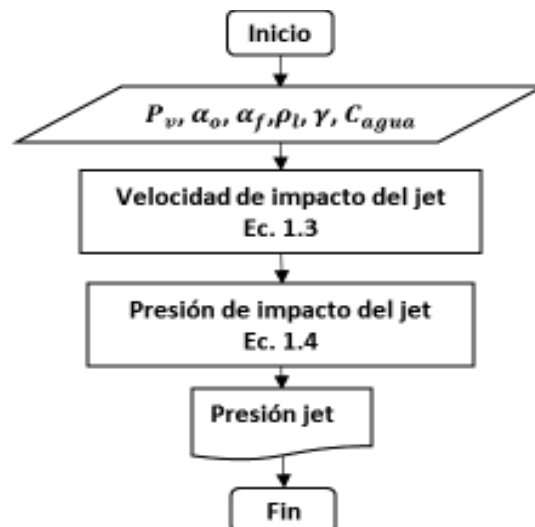 Inicio
P_v, α_o, α_f, ρ_l, γ, C_agua
Velocidad de impacto del jet
Ec. 1.3
Presión de impacto del jet
Ec. 1.4
Presión jet
Fin